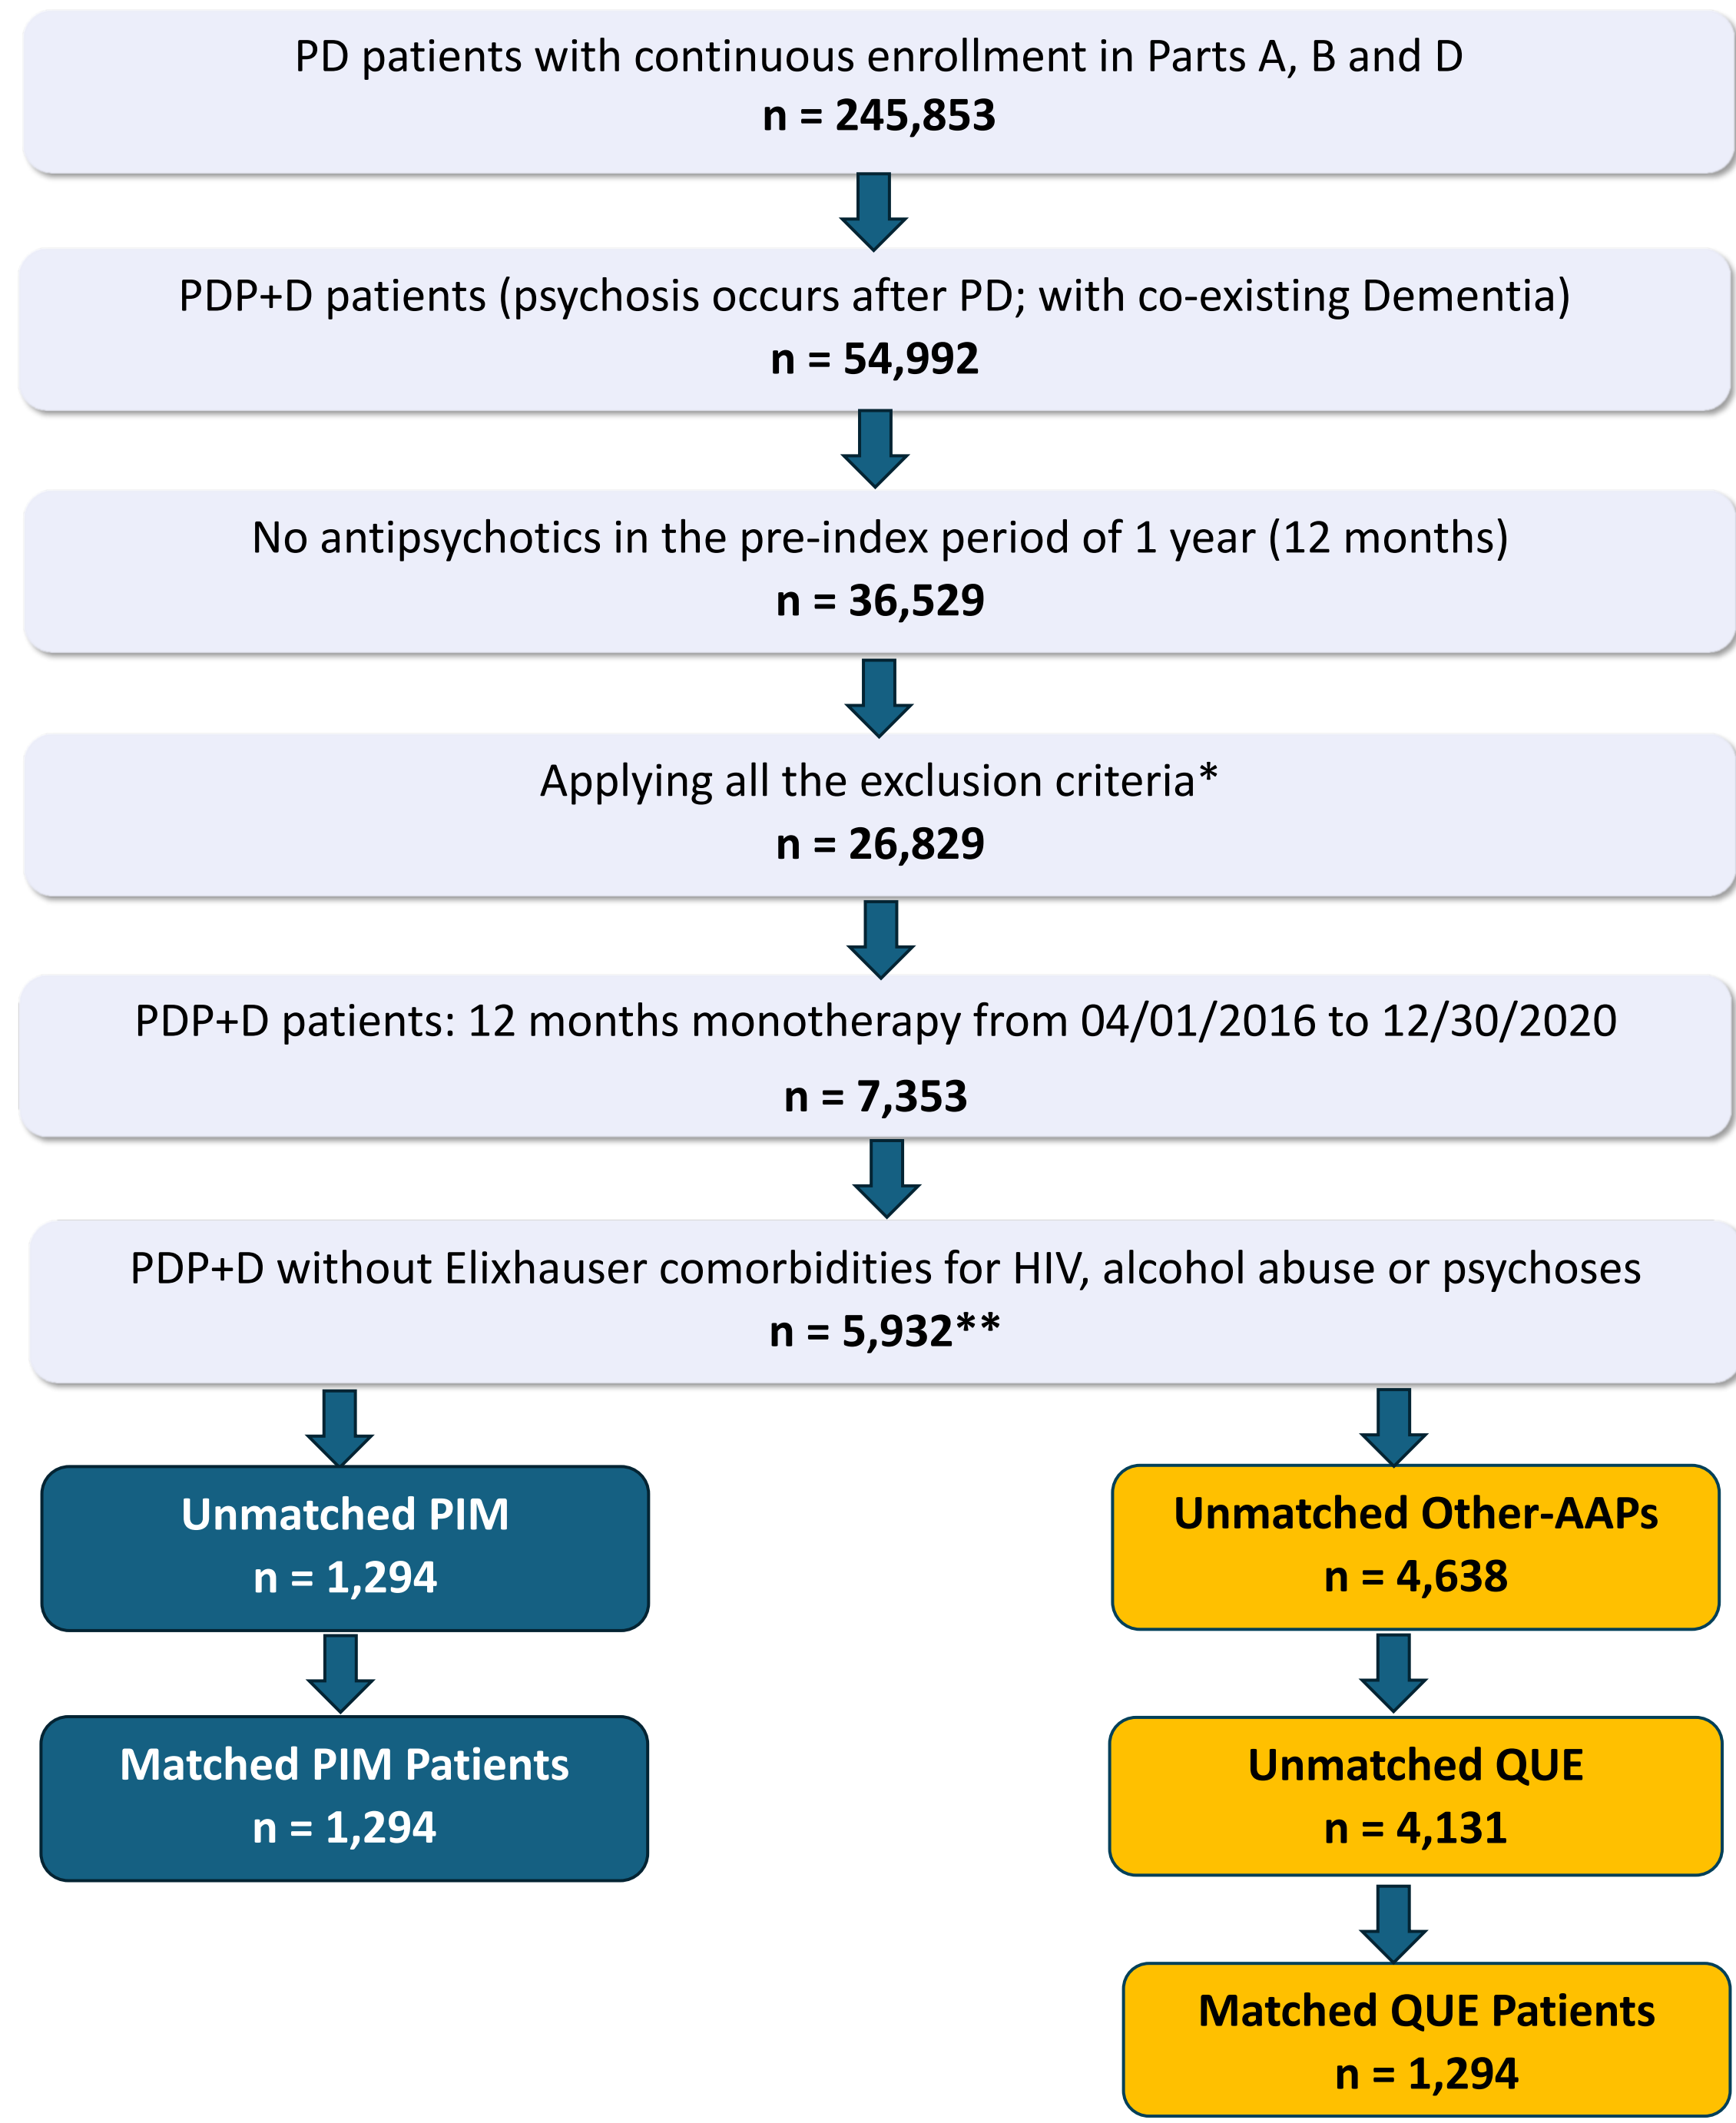 PD patients with continuous enrollment in Parts A, B and D
n = 245,853
PDP+D patients (psychosis occurs after PD; with co-existing Dementia)
n = 54,992
No antipsychotics in the pre-index period of 1 year (12 months)
n = 36,529
Applying all the exclusion criteria*
n = 26,829
PDP+D patients: 12 months monotherapy from 04/01/2016 to 12/30/2020
n = 7,353
PDP+D without Elixhauser comorbidities for HIV, alcohol abuse or psychoses
n = 5,932**
Unmatched PIM
n = 1,294
Matched PIM Patients
n = 1,294
Unmatched Other-AAPs
n = 4,638
Unmatched QUE
n = 4,131
Matched QUE Patients
n = 1,294